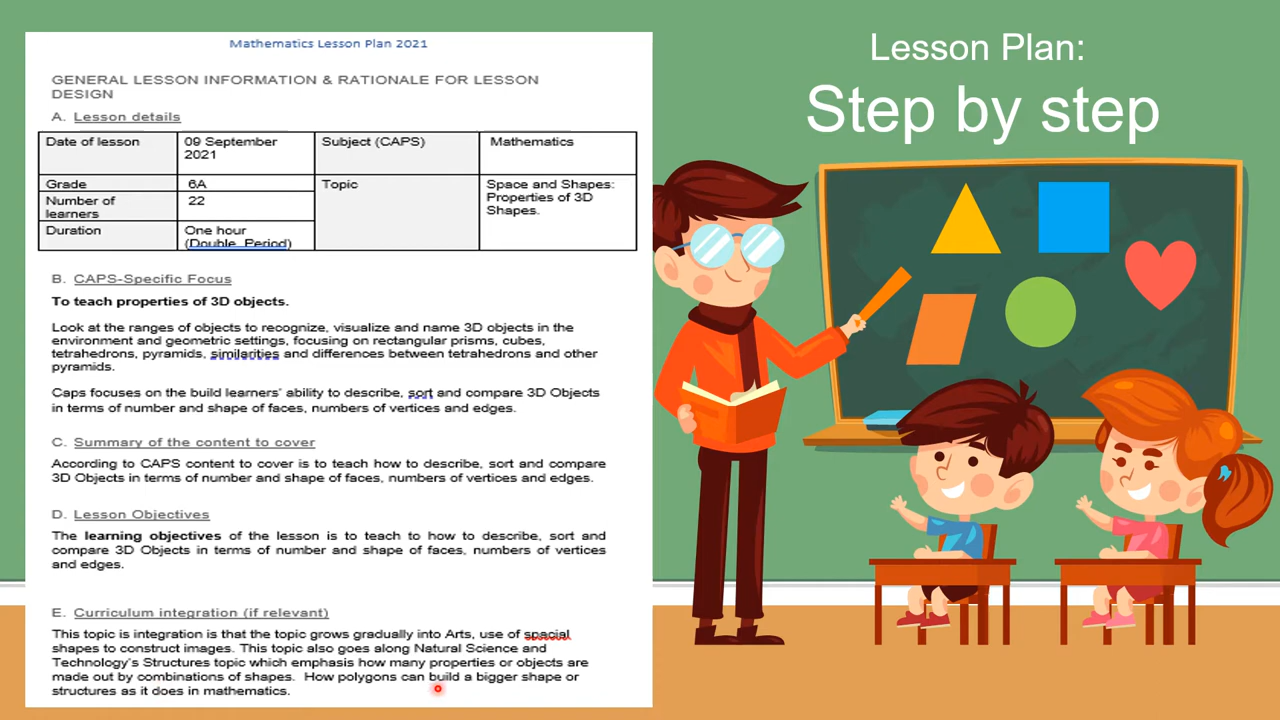 Mathematics Lesson Plan 2021
GENERAL LESSON INFORMATION & RATIONALE FOR LESSON
DESIGN
A. Lesson details
Date of lesson
09 September
2021
Subject (CAPS)
Mathematics
Grade
6A
Topic
Space and Shapes:
Properties of 3D
Shapes.
Number of
learners
22
Duration
One hour
(Double Period)
B. CAPS-Specific Focus
To teach properties of 3D objects.
Look at the ranges of objects to recognize, visualize and name 3D objects in the
environment and geometric settings, focusing on rectangular prisms, cubes,
tetrahedrons, pyramids, similarities and differences between tetrahedrons and other
pyramids.
Caps focuses on the build learners' ability to describe, sort and compare 3D Objects
in terms of number and shape of faces, numbers of vertices and edges.
C. Summary of the content to cover
According to CAPS content to cover is to teach how to describe, sort and compare
3D Objects in terms of number and shape of faces, numbers of vertices and edges.
D. Lesson Objectives
The learning objectives of the lesson is to teach to how to describe, sort and
compare 3D Objects in terms of number and shape of faces, numbers of vertices
and edges.
E. Curriculum integration (if relevant)
This topic is integration is that the topic grows gradually into Arts, use of spacial
shapes to construct images. This topic also goes along Natural Science and
Technology's Structures topic which emphasis how many properties or objects are
made out by combinations of shapes. How polygons can build a bigger shape or
structures as it does in mathematics.
Lesson Plan:
Step by step